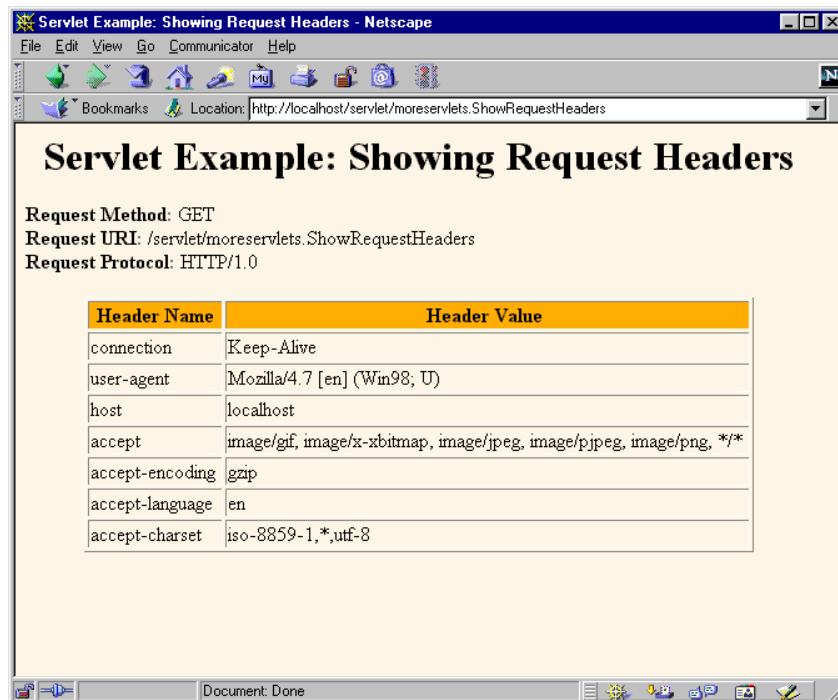 Servlet Example: Showing Request Headers - Netscape
File Edit View Go Communicator Help
My
N
Bookmarks Location: http://localhost/servlet/moreservlets.ShowRequestHeaders
Servlet Example: Showing Request Headers
Request Method: GET
Request URI: /servlet/moreservlets.ShowRequestHeaders
Request Protocol: HTTP/1.0
Header Name Header Value
connection Keep-Alive
user-agent Mozilla/4.7 [en] (Win98; U)
host localhost
accept image/gif, image/x-xbitmap, image/jpeg, image/pjpeg, image/png, */*
accept-encoding gzip
accept-language en
accept-charset iso-8859-1,*,utf-8
Document: Done